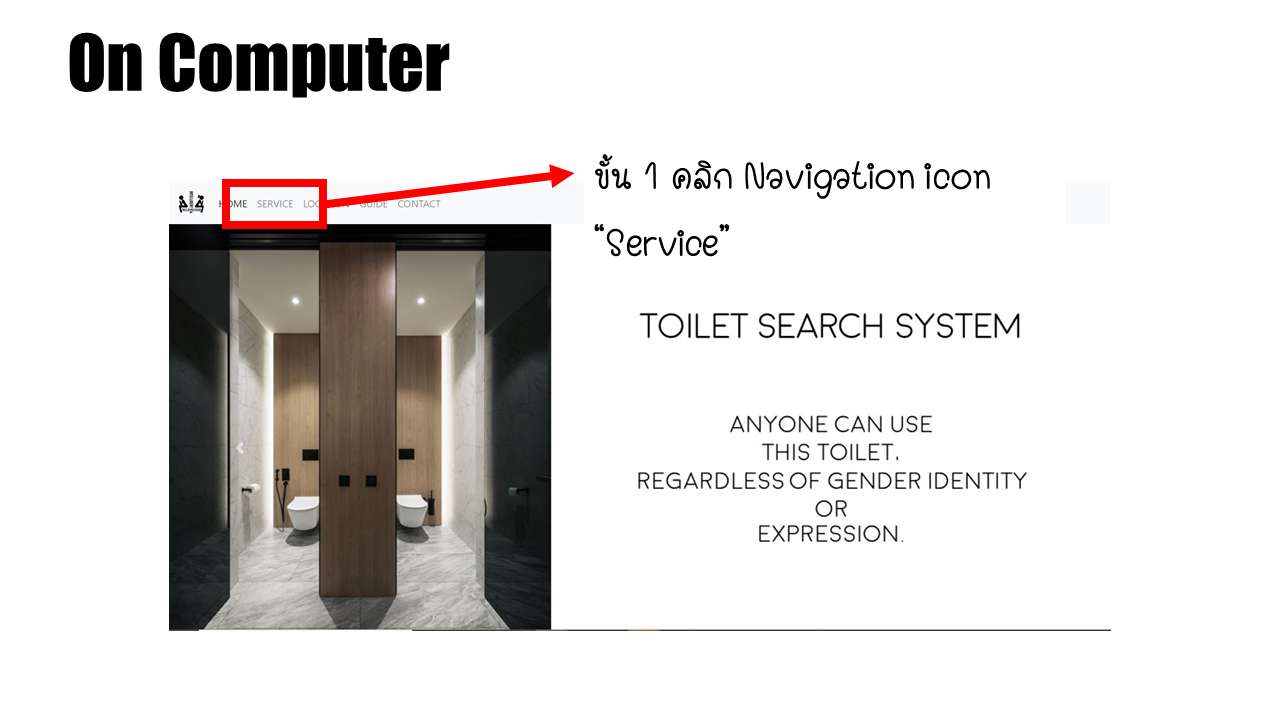 On Computer
ขั้น 1 คลิก Navigation icon
“Service”
HOME SERVICE GUIDE CONTACT
TOILET SEARCH SYSTEM
ANYONE CAN USE
THIS TOILET,
REGARDLESS OF GENDER IDENTITY
OR
EXPRESSION.